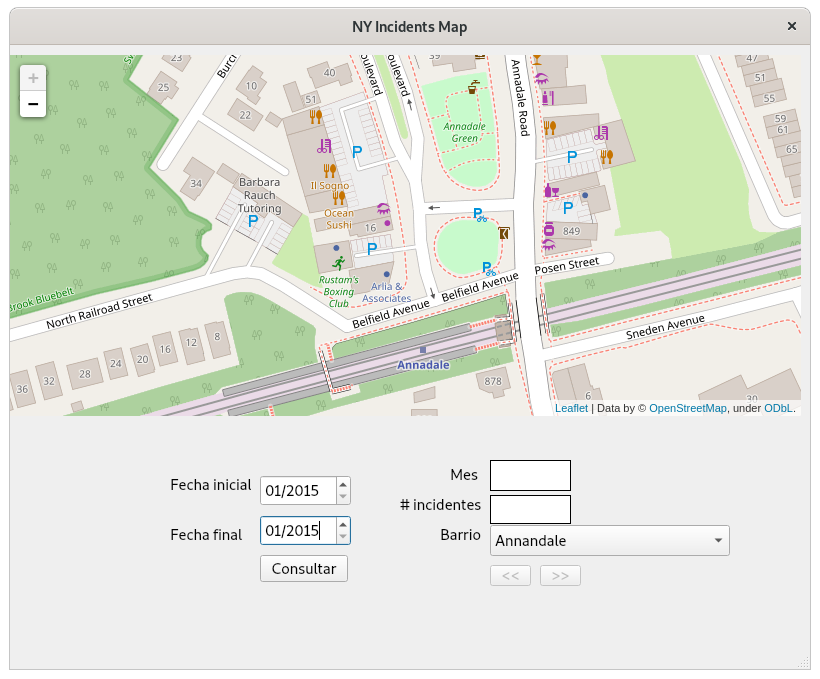 NY Incidents Map
×
+
−
23
25
10
22
40
51
Boulevard
39
Annadale Road
Annadale
Green
47
51
55
59
61
65
34
Barbara
Rauch
Tutoring
P
P
P
P
P
Il Sogno
Ocean
Sushi
16
849
Rustam's
Boxing
Club
Arlia &
Associates
Posen Street
Belfield Avenue
Belfield Avenue
Brook Bluebelt
North Railroad Street
Sneden Avenue
8
12
16
20
24
28
32
36
Annadale
878
6
30
Leaflet | Data by © OpenStreetMap, under ODbL.
Fecha inicial 01/2015
Mes
# incidentes
Fecha final 01/2015
Barrio Annandale
Consultar
<< >>